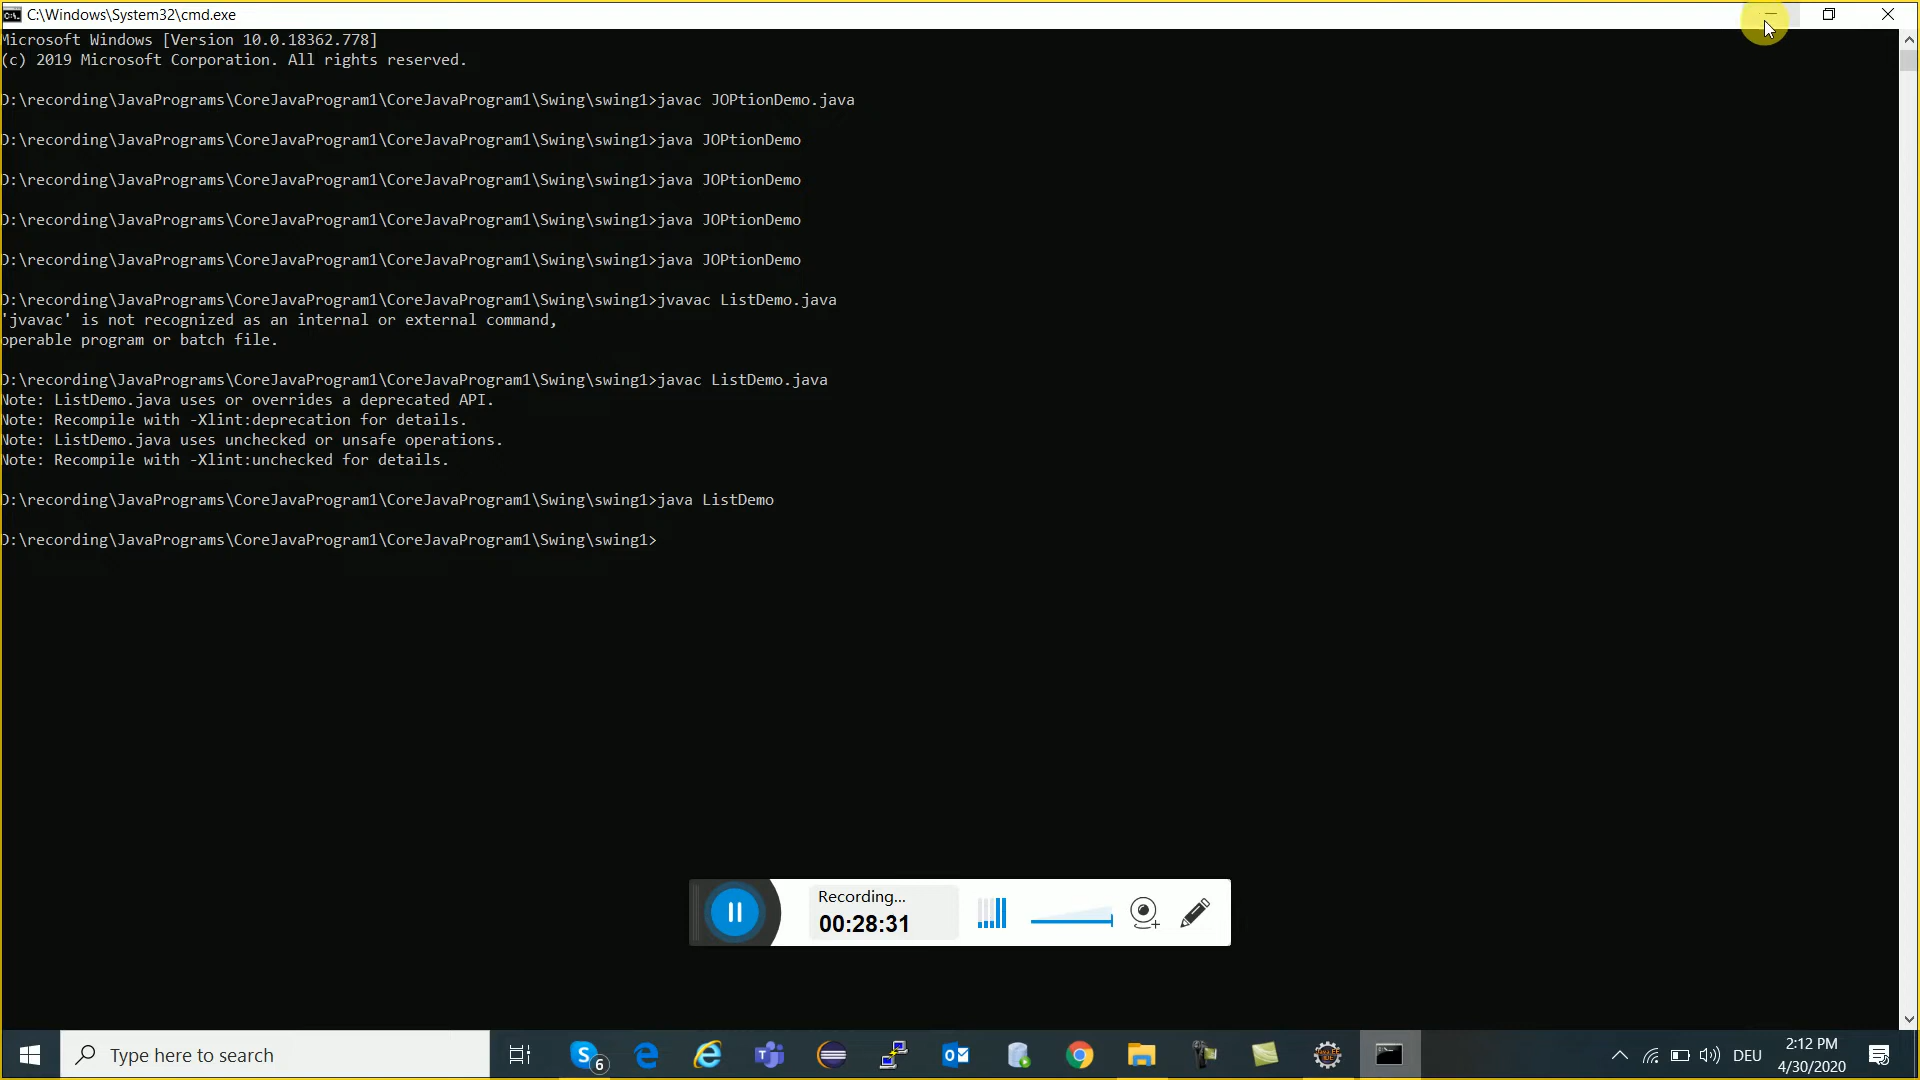 C:\Windows\System32\cmd.exe
Microsoft Windows [Version 10.0.18362.778]
(c) 2019 Microsoft Corporation. All rights reserved.
D:\recording\JavaPrograms\CoreJavaProgram1\CoreJavaProgram1\Swing\swing1>javac JOPtionDemo.java
D:\recording\JavaPrograms\CoreJavaProgram1\CoreJavaProgram1\Swing\swing1>java JOPtionDemo
D:\recording\JavaPrograms\CoreJavaProgram1\CoreJavaProgram1\Swing\swing1>java JOPtionDemo
D:\recording\JavaPrograms\CoreJavaProgram1\CoreJavaProgram1\Swing\swing1>java JOPtionDemo
D:\recording\JavaPrograms\CoreJavaProgram1\CoreJavaProgram1\Swing\swing1>java JOPtionDemo
D:\recording\JavaPrograms\CoreJavaProgram1\CoreJavaProgram1\Swing\swing1>jvavac ListDemo.java
'jvavac' is not recognized as an internal or external command,
operable program or batch file.
D:\recording\JavaPrograms\CoreJavaProgram1\CoreJavaProgram1\Swing\swing1>javac ListDemo.java
Note: ListDemo.java uses or overrides a deprecated API.
Note: Recompile with -Xlint:deprecation for details.
Note: ListDemo.java uses unchecked or unsafe operations.
Note: Recompile with -Xlint:unchecked for details.
D:\recording\JavaPrograms\CoreJavaProgram1\CoreJavaProgram1\Swing\swing1>java ListDemo
D:\recording\JavaPrograms\CoreJavaProgram1\CoreJavaProgram1\Swing\swing1>
Recording...
00:28:31
Type here to search
6
DEU
2:12 PM
4/30/2020